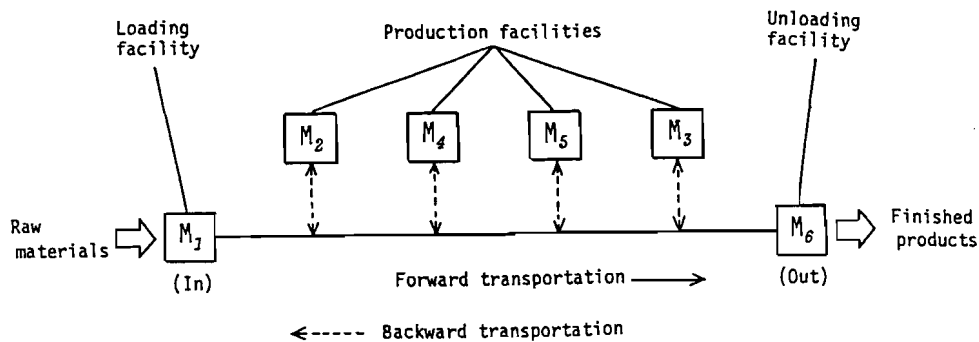 Loading
facility
Production facilities
Unloading
facility
M2
M4
M5
M3
Raw
materials
M1
M6
Finished
products
(In)
(Out)
Forward transportation
Backward transportation